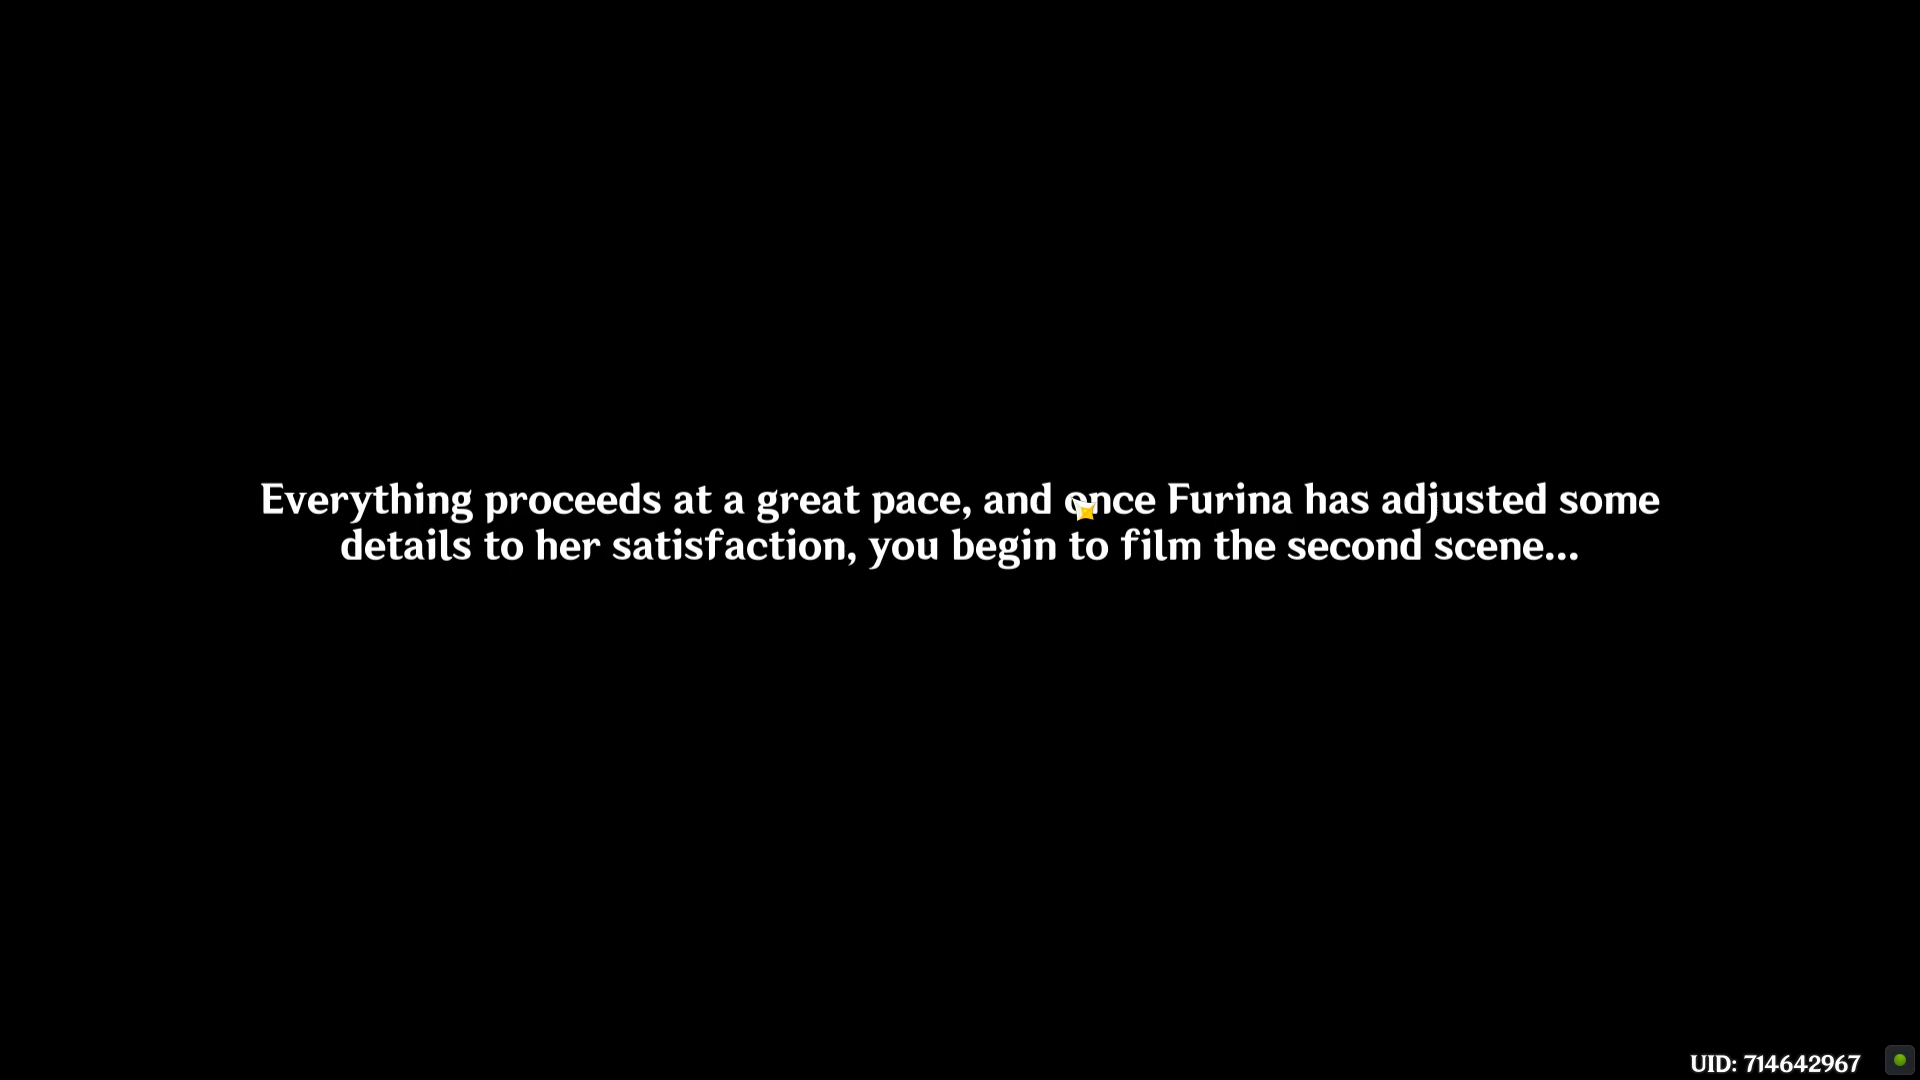 Everything proceeds at a great pace, and once Furina has adjusted some
details to her satisfaction, you begin to film the second scene...
UID: 714642967